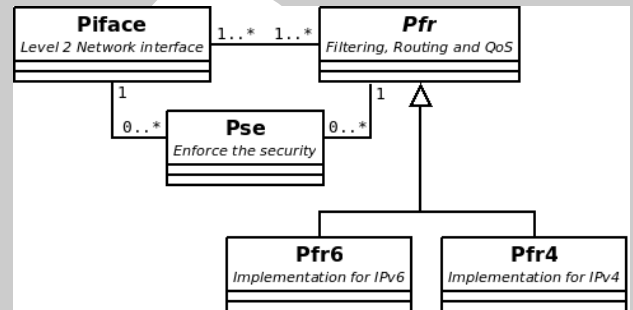 Piface
Level 2 Network interface
1..* 1..*
Pfr
Filtering, Routing and QoS
1
1
0..*
Pse
Enforce the security
0..*
Pfr6
Implementation for IPv6
Pfr4
Implementation for IPv4